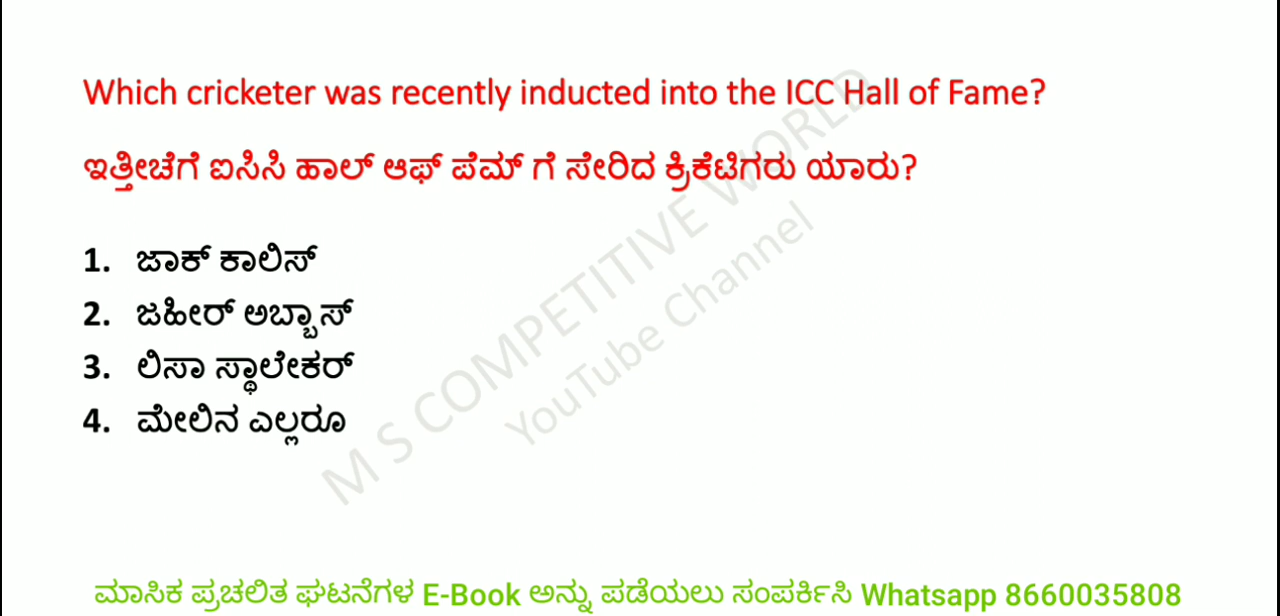 Which cricketer was recently inducted into the ICC Hall of Fame?
ಇತ್ತೀಚೆಗೆ ಐಸಿಸಿ ಹಾಲ್ ಆಫ್ ಪೆಮ್ ಗೆ ಸೇರಿದ ಕ್ರಿಕೆಟಿಗರು ಯಾರು?
1. ಜಾಕ್ ಕಾಲಿಸ್
2. ಜಹೀರ್ ಅಬ್ಬಾಸ್
3. ಲಿಸಾ ಸ್ಥಾಲೇಕರ್
4. ಮೇಲಿನ ಎಲ್ಲರೂ
M S COMPETITIVE WORLD
YouTube Channel
ಮಾಸಿಕ ಪ್ರಚಲಿತ ಘಟನೆಗಳ E-Book ಅನ್ನು ಪಡೆಯಲು ಸಂಪರ್ಕಿಸಿ Whatsapp 8660035808